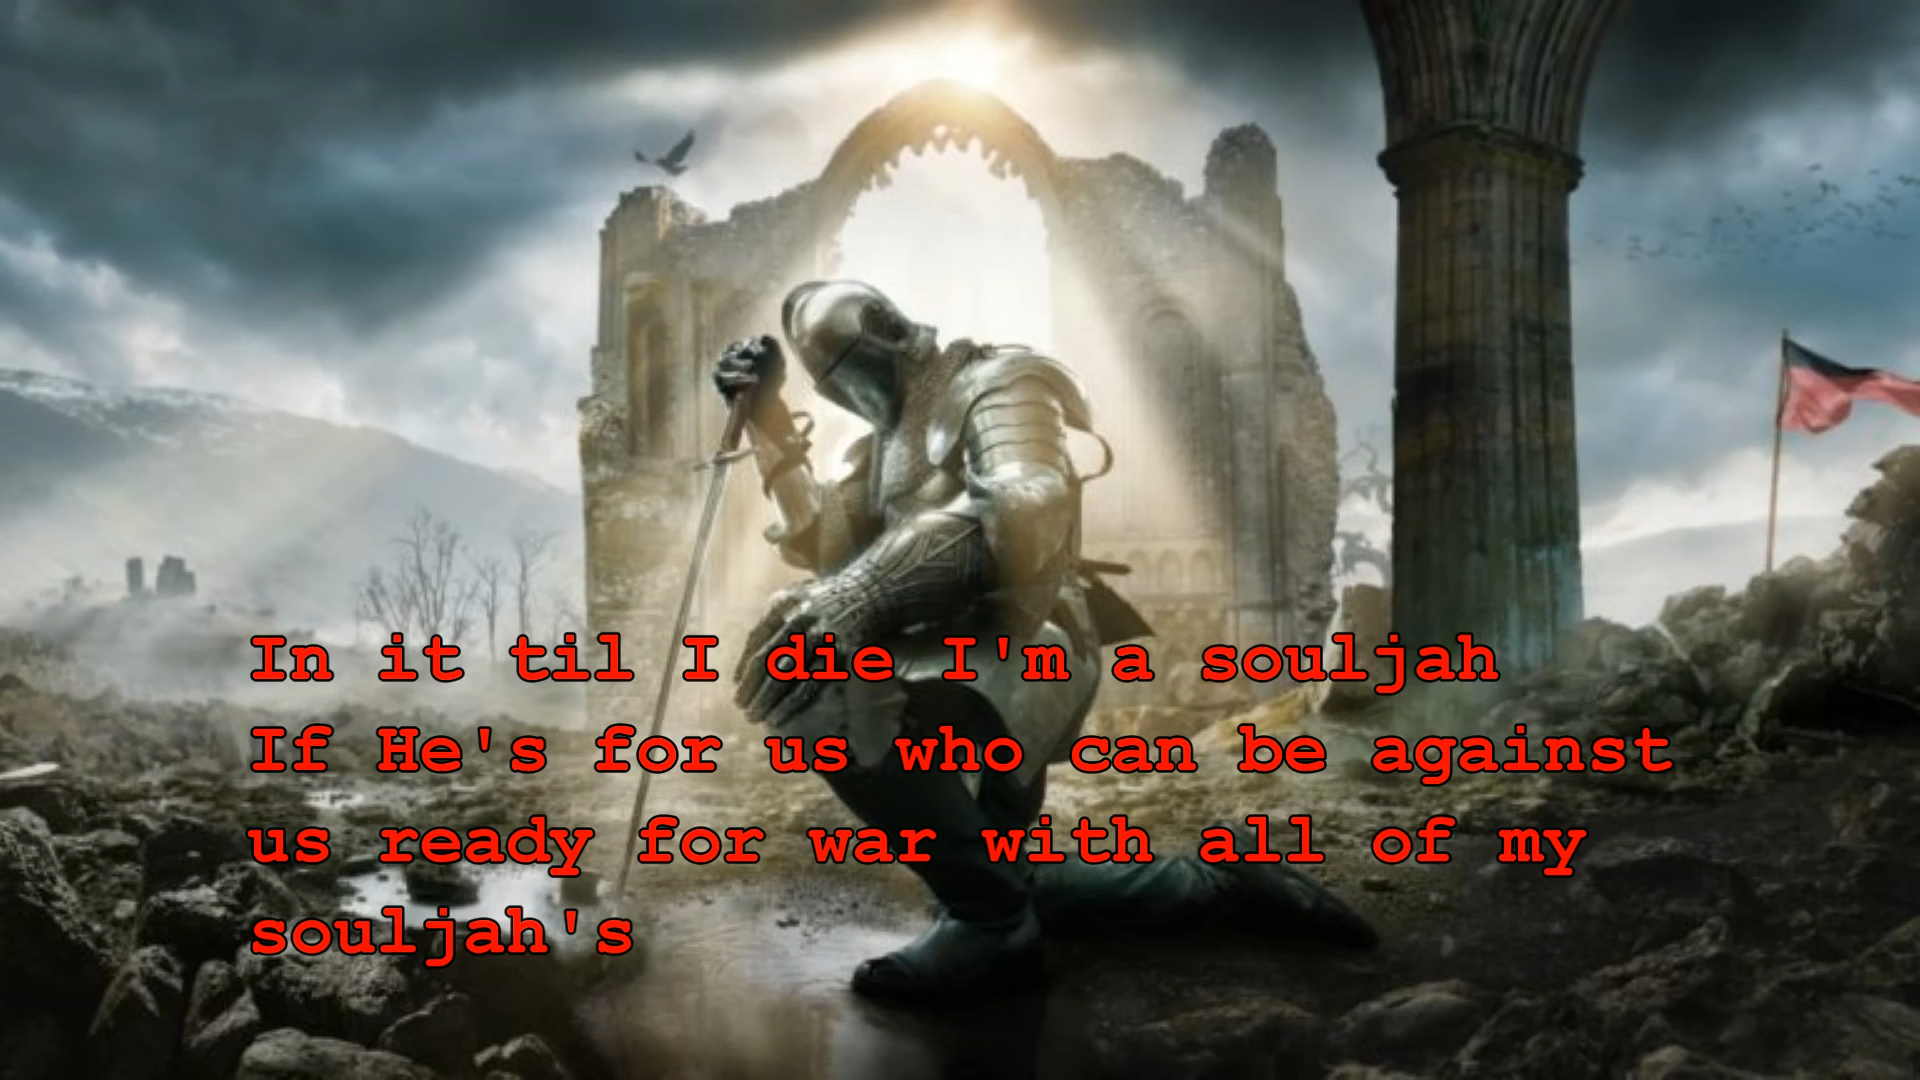 In it til I die I'm a souljah
If He's for us who can be against
us ready for war with all of my
souljah's